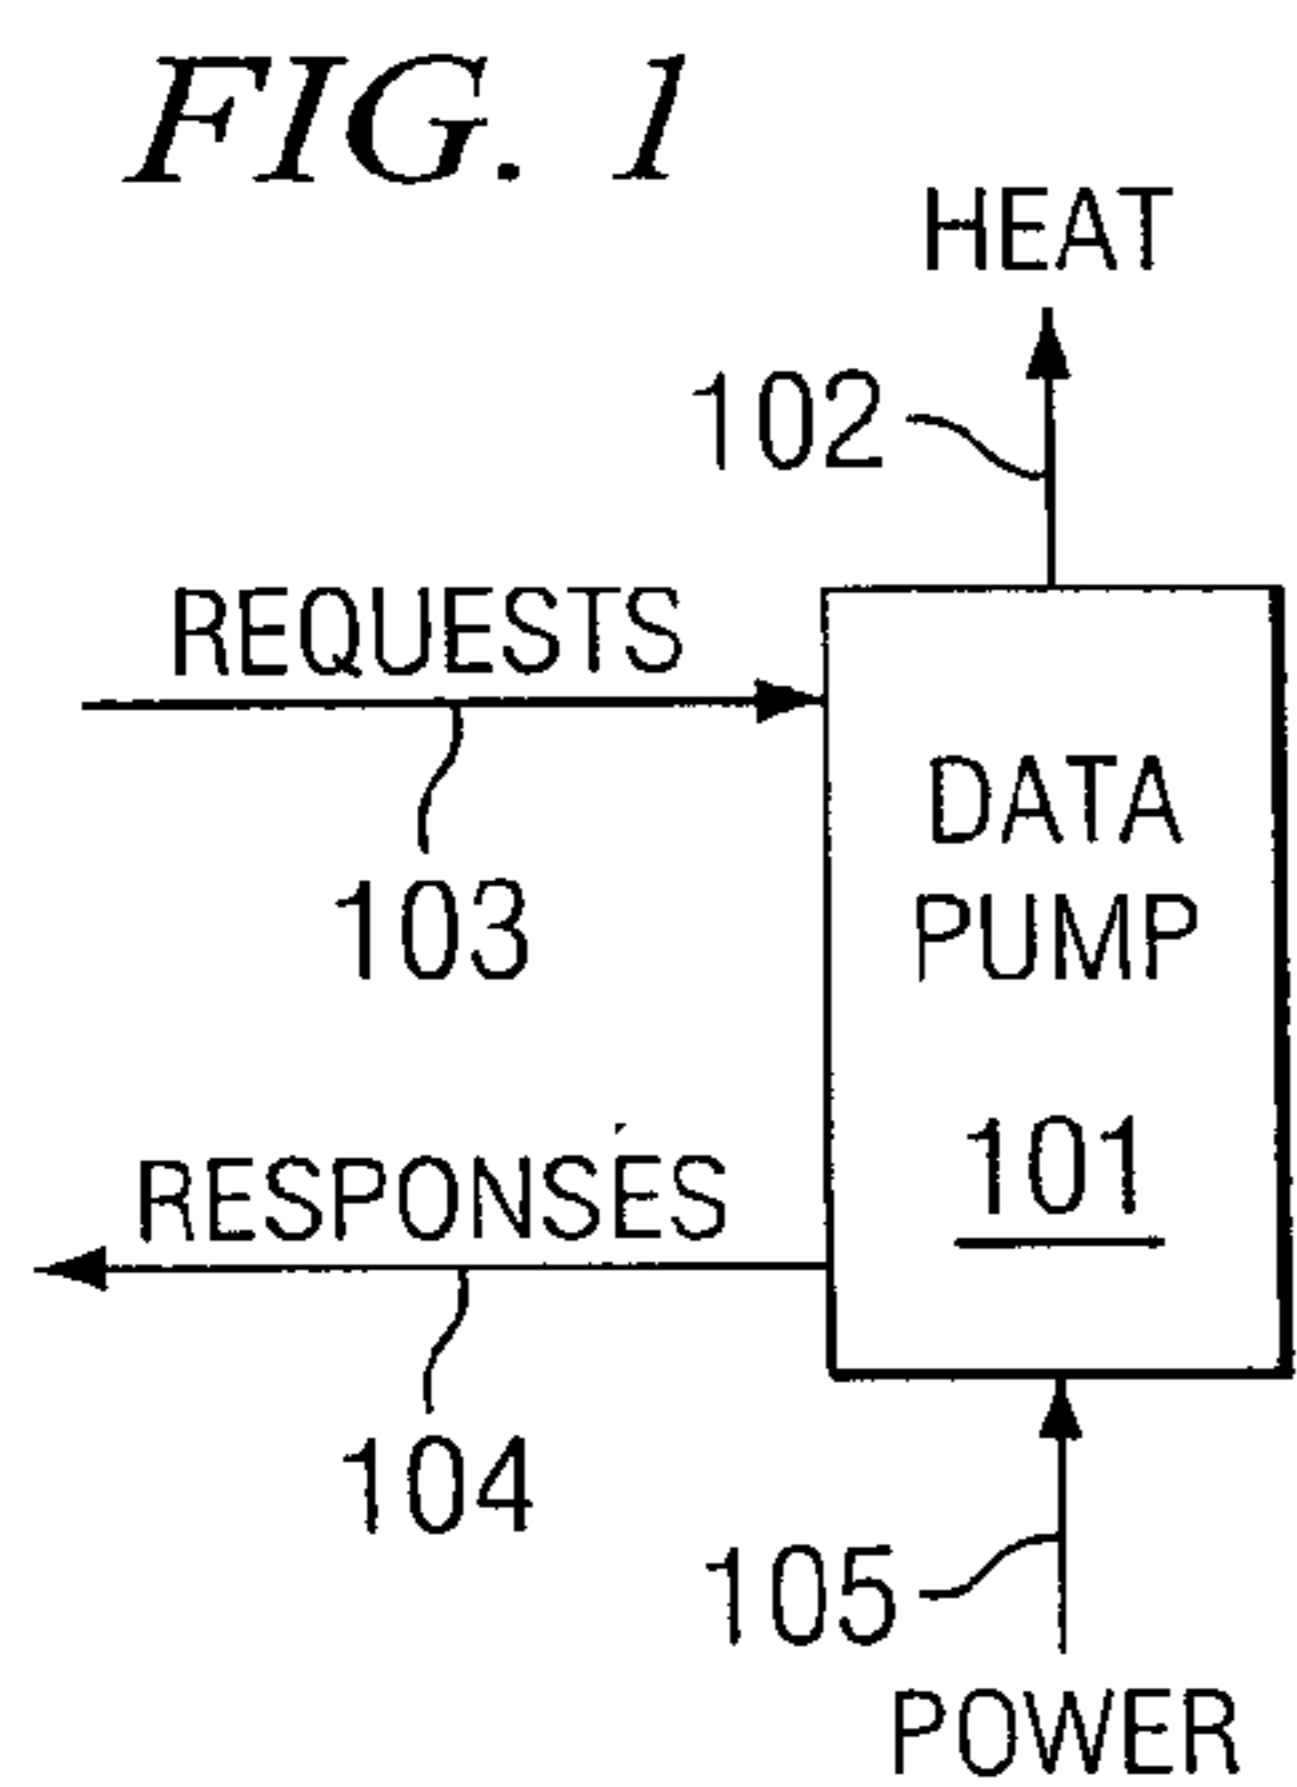 FIG. 1
HEAT
102
REQUESTS
103
DATA
PUMP
101
RESPONSES
104
105
POWER